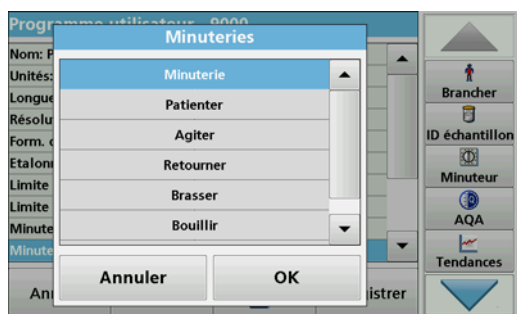 Programme utilisateur 9000
Minuteries
Nom: P
Unités:
Longue
Résolu
Form.
Etalon
Limite
Limite
Minute
Minute
Minuterie
Patienter
Agiter
Retourner
Brasser
Bouillir
Annuler
OK
An
istrer
Brancher
ID échantillon
Minuteur
AQA
Tendances